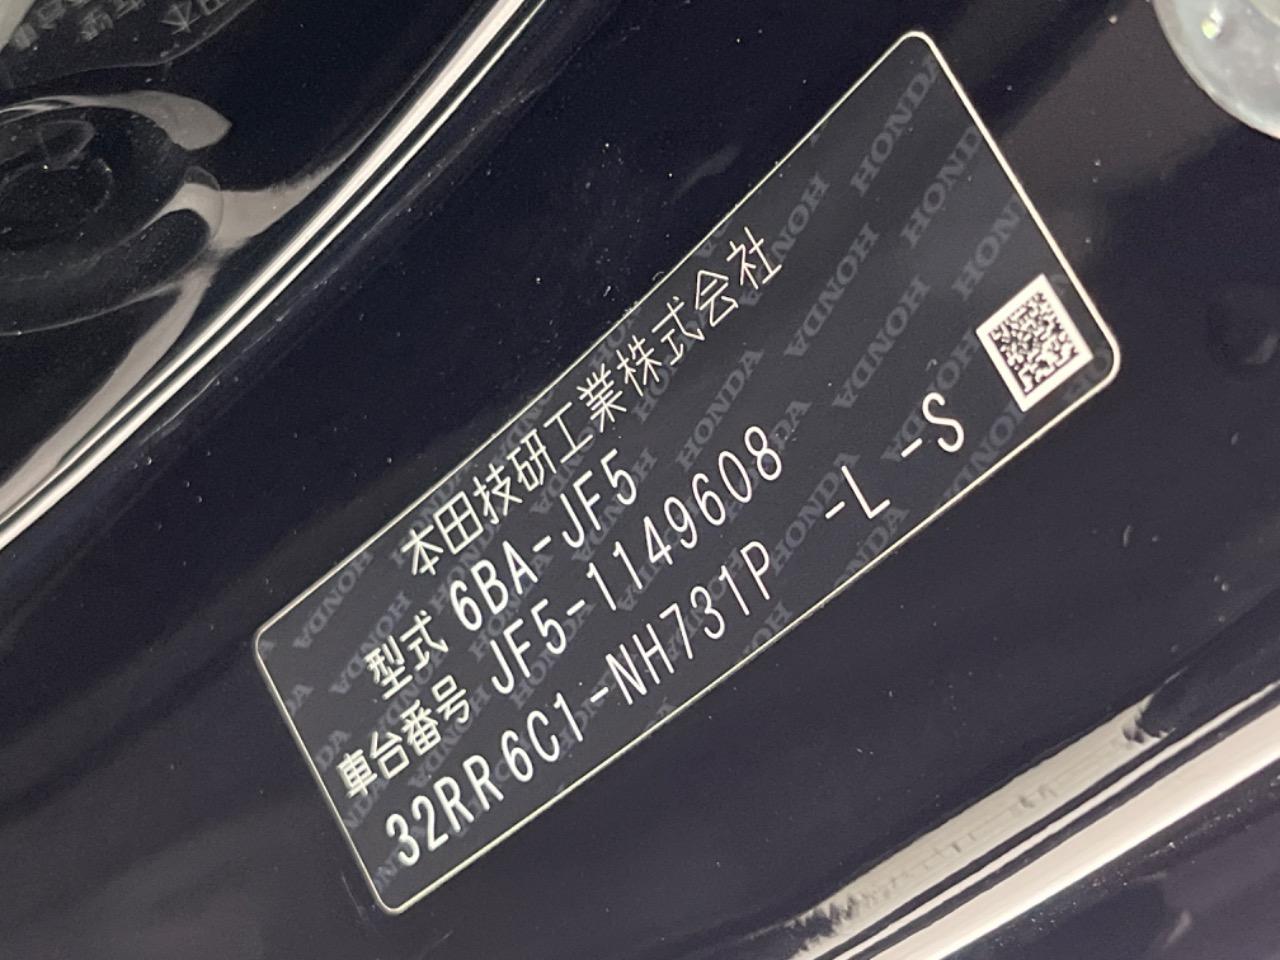 本田技研工業株式会社
型式 6BA-JF5
車台番号 JF5-1149608
32RR6C1-NH731P -L -S